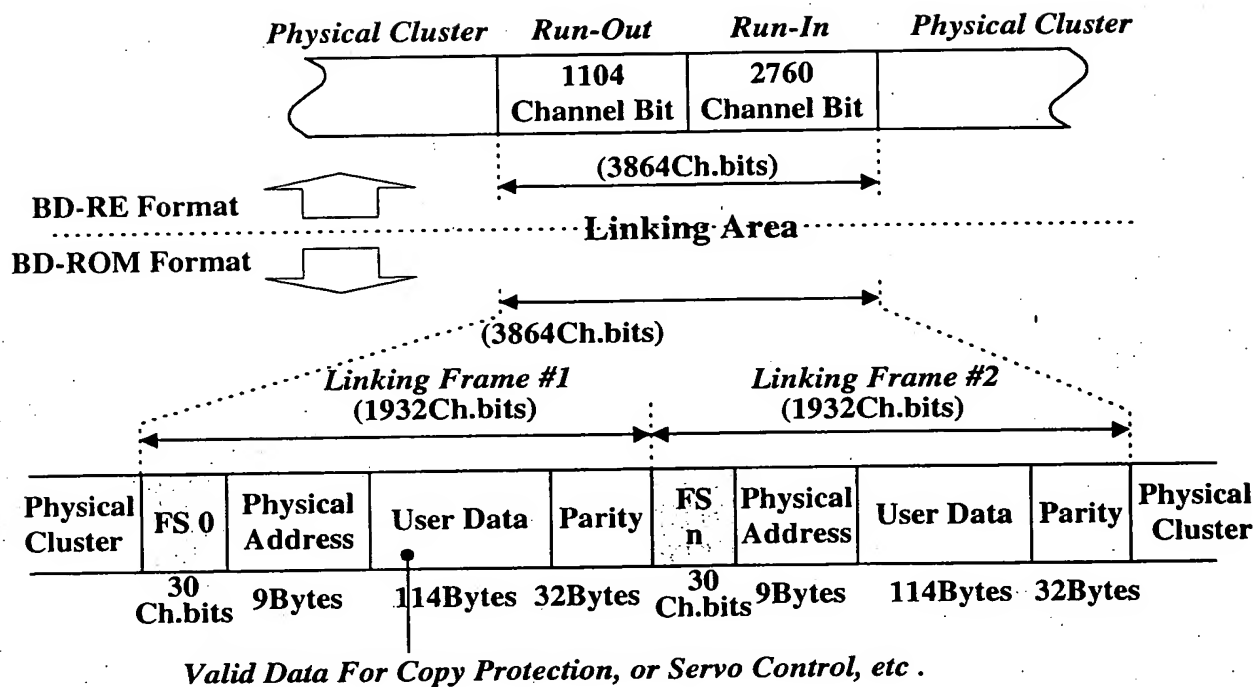 Physical Cluster Run-Out Run-In Physical Cluster
1104 Channel Bit 2760 Channel Bit
(3864Ch.bits)
BD-RE Format
Linking Area
BD-ROM Format
(3864Ch.bits)
Linking Frame #1 Linking Frame #2
(1932Ch.bits) (1932Ch.bits)
Physical Cluster FS 0 Physical Address User Data Parity FS n Physical Address User Data Parity Physical Cluster
30 Ch.bits 9Bytes 114Bytes 32Bytes 30 Ch.bits 9Bytes 114Bytes 32Bytes
Valid Data For Copy Protection, or Servo Control, etc .